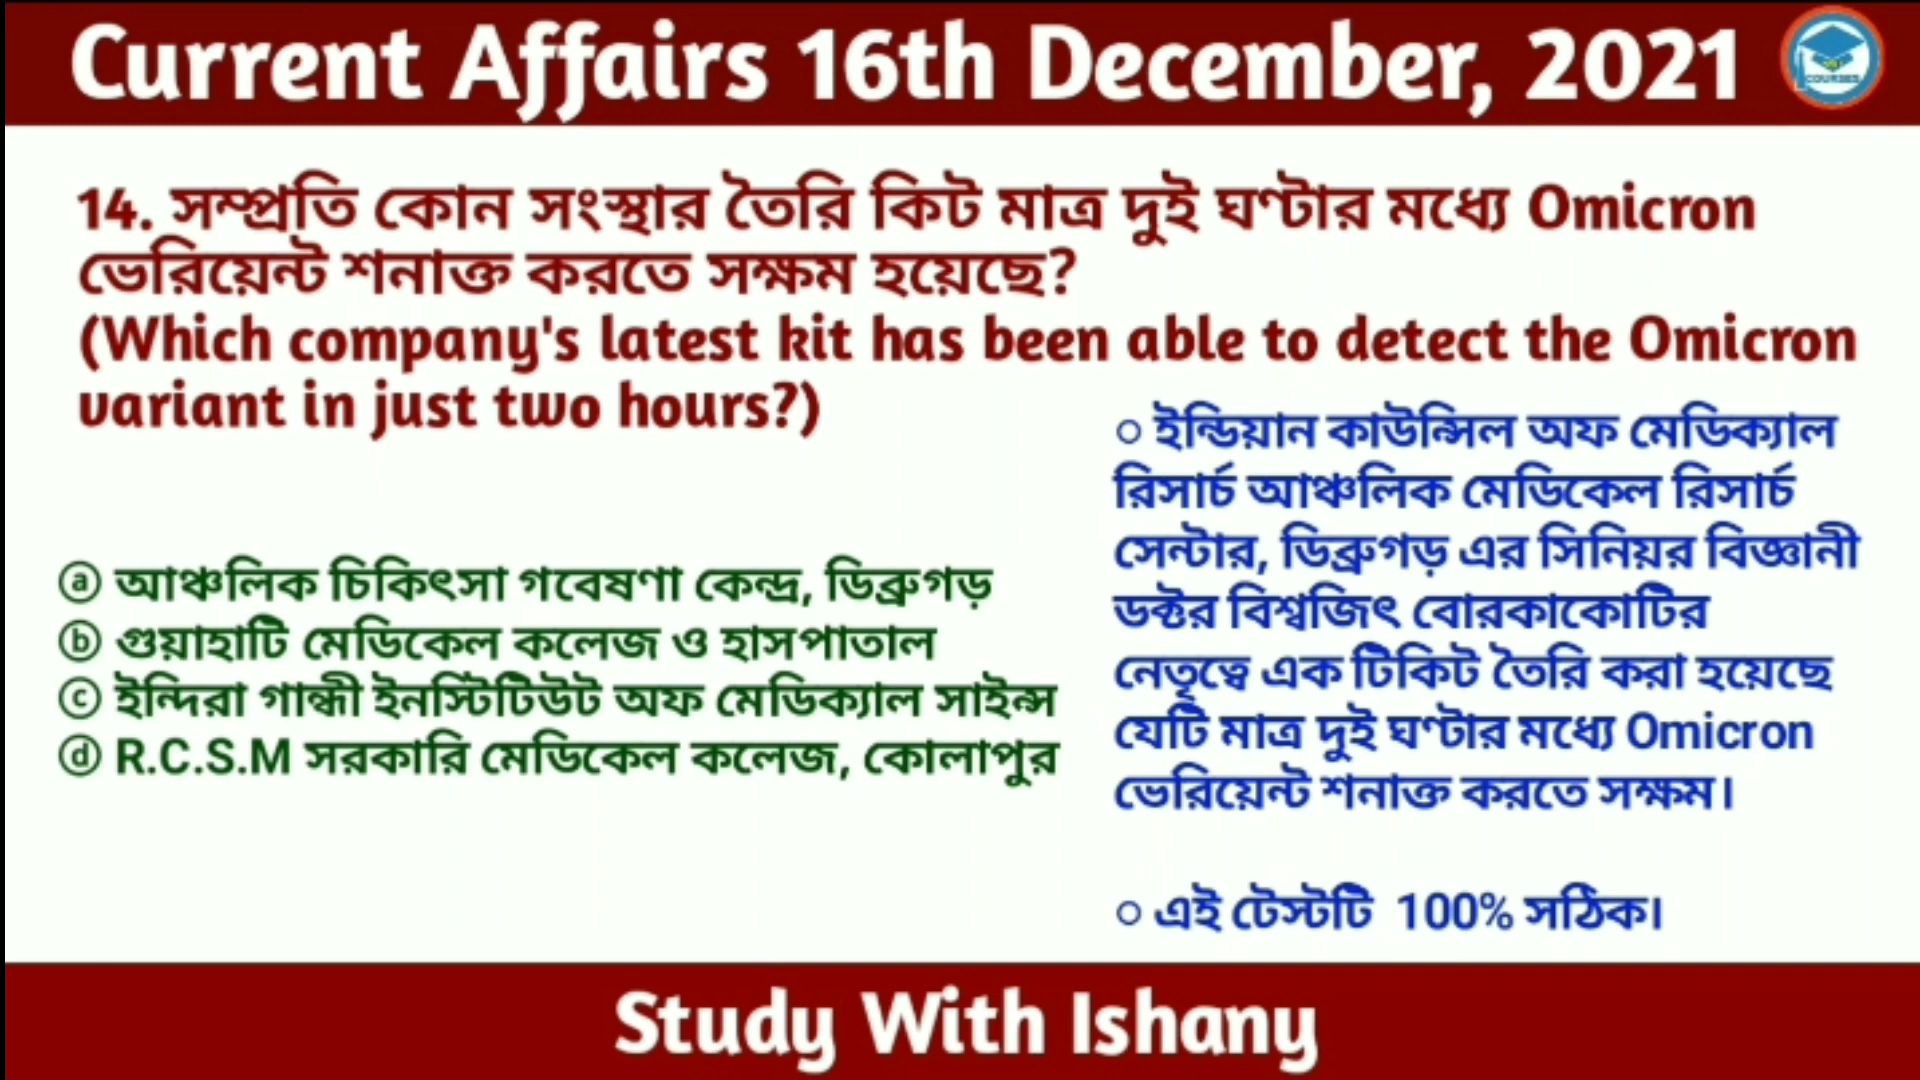 Current Affairs 16th December, 2021
COURSES
14. সম্প্রতি কোন সংস্থার তৈরি কিট মাত্র দুই ঘণ্টার মধ্যে Omicron
ভেরিয়েন্ট শনাক্ত করতে সক্ষম হয়েছে?
(Which company's latest kit has been able to detect the Omicron
variant in just two hours?)
ⓐ আঞ্চলিক চিকিৎসা গবেষণা কেন্দ্র, ডিব্রুগড়
ⓑ গুয়াহাটি মেডিকেল কলেজ ও হাসপাতাল
ⓒ ইন্দিরা গান্ধী ইনস্টিটিউট অফ মেডিক্যাল সাইন্স
ⓓ R.C.S.M সরকারি মেডিকেল কলেজ, কোলাপুর
○ ইন্ডিয়ান কাউন্সিল অফ মেডিক্যাল
রিসার্চ আঞ্চলিক মেডিকেল রিসার্চ
সেন্টার, ডিব্রুগড় এর সিনিয়র বিজ্ঞানী
ডক্টর বিশ্বজিৎ বোরকাকোটির
নেতৃত্বে এক টিকিট তৈরি করা হয়েছে
যেটি মাত্র দুই ঘণ্টার মধ্যে Omicron
ভেরিয়েন্ট শনাক্ত করতে সক্ষম।
○ এই টেস্টটি 100% সঠিক।
Study With Ishany